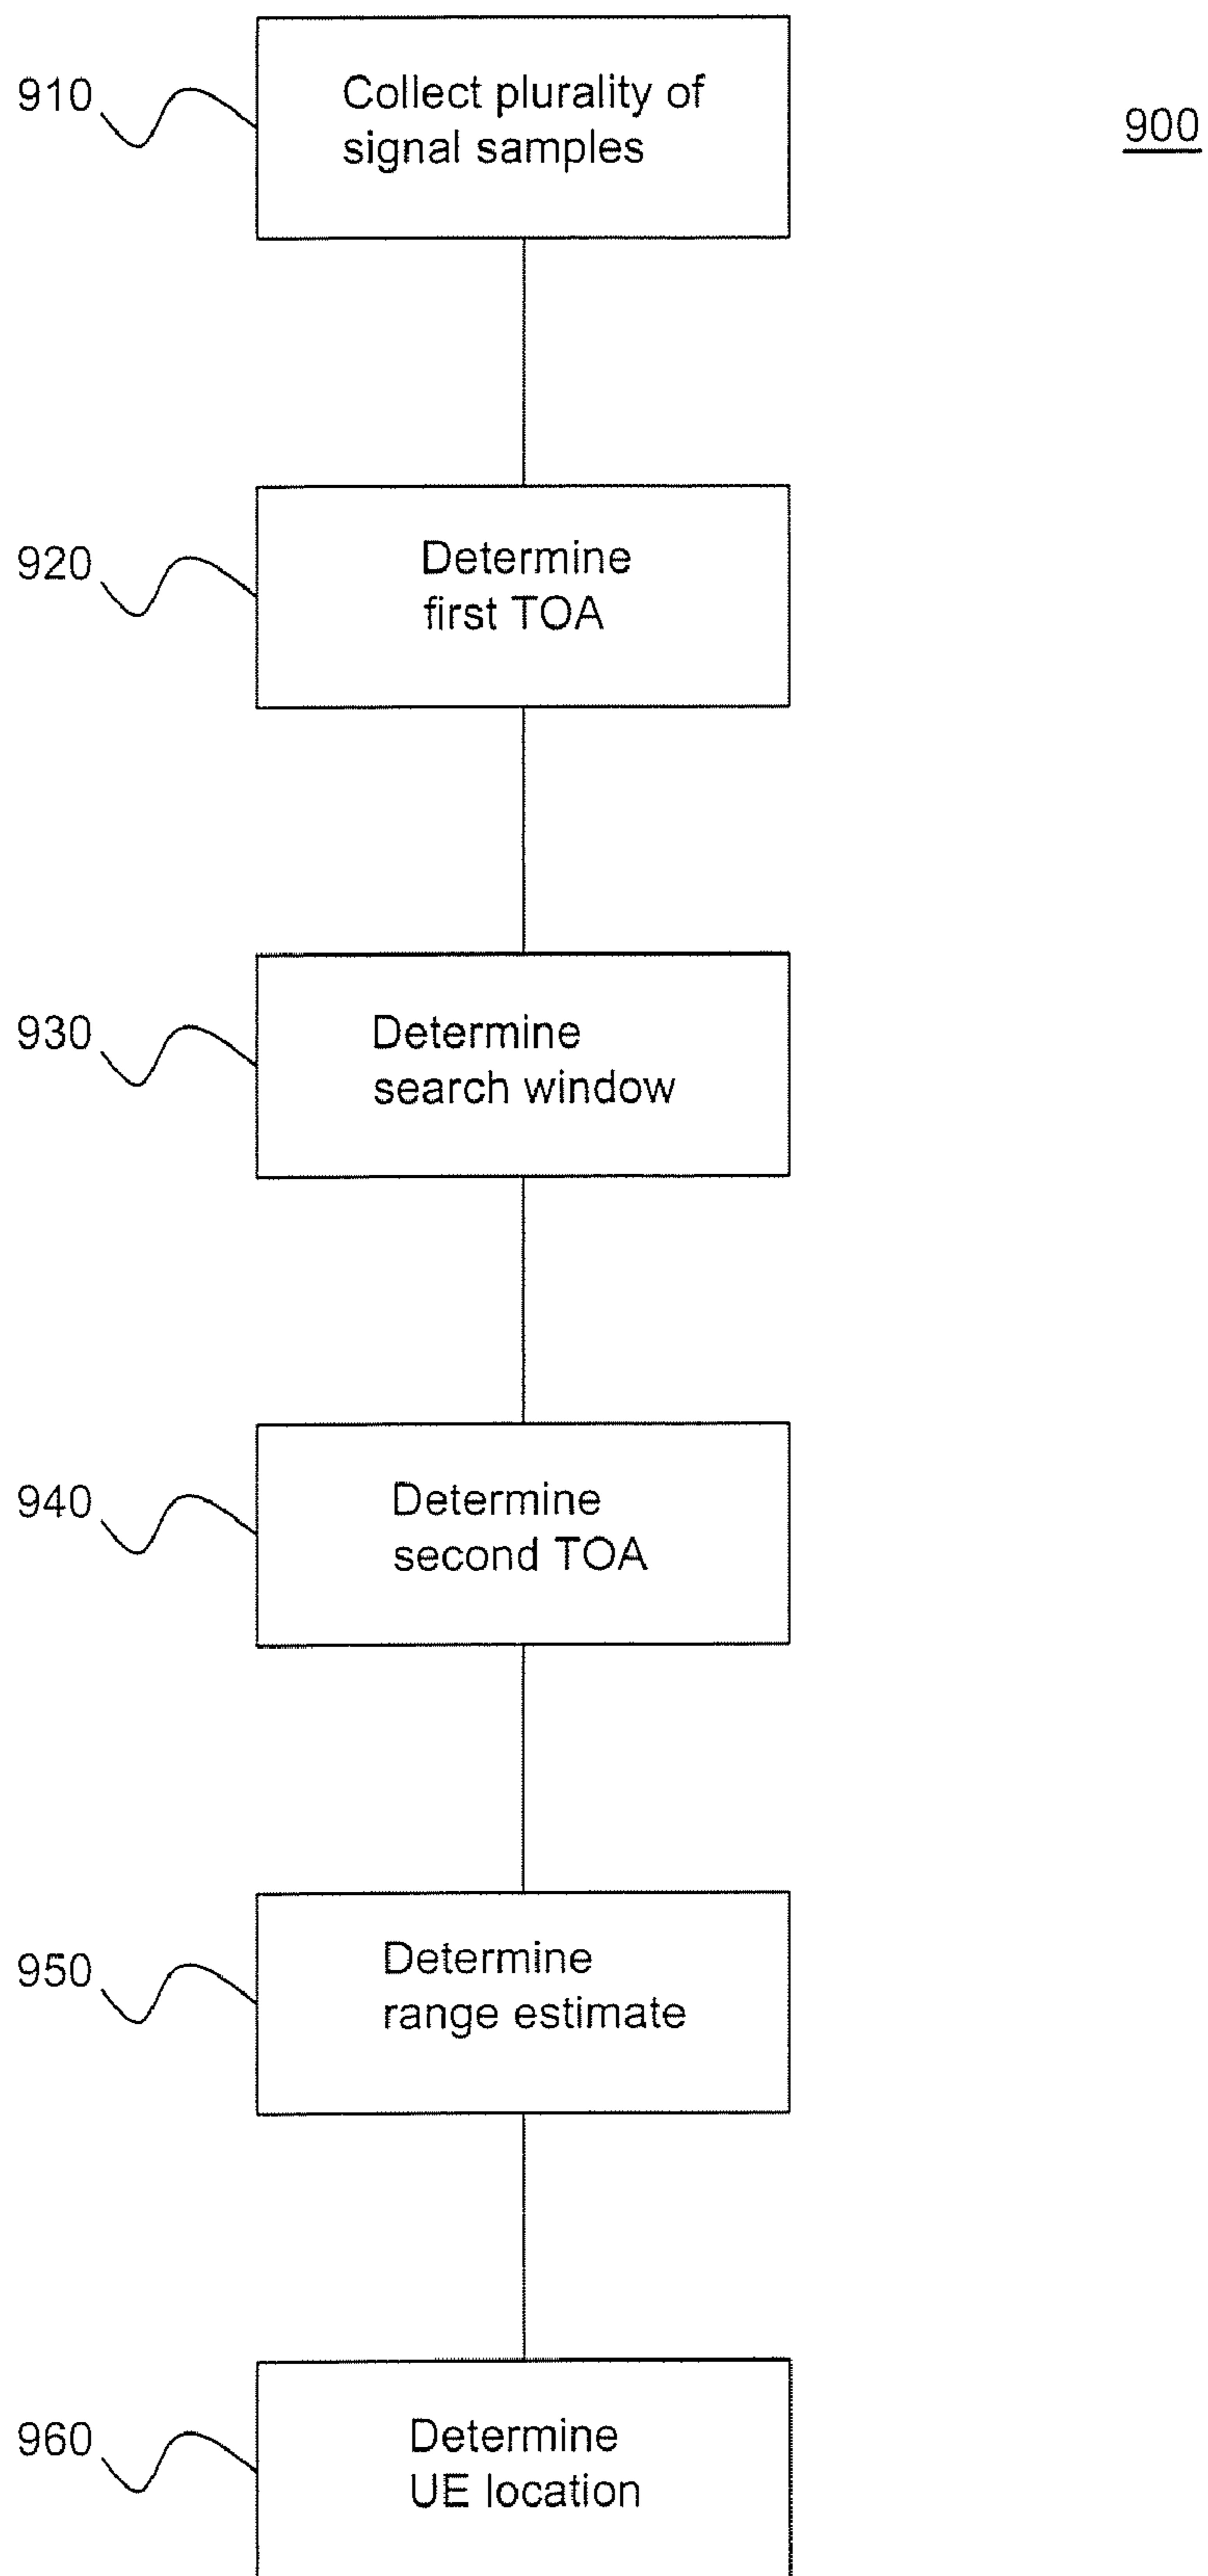 910
Collect plurality of
signal samples
900
920
Determine
first TOA
930
Determine
search window
940
Determine
second TOA
950
Determine
range estimate
960
Determine
UE location